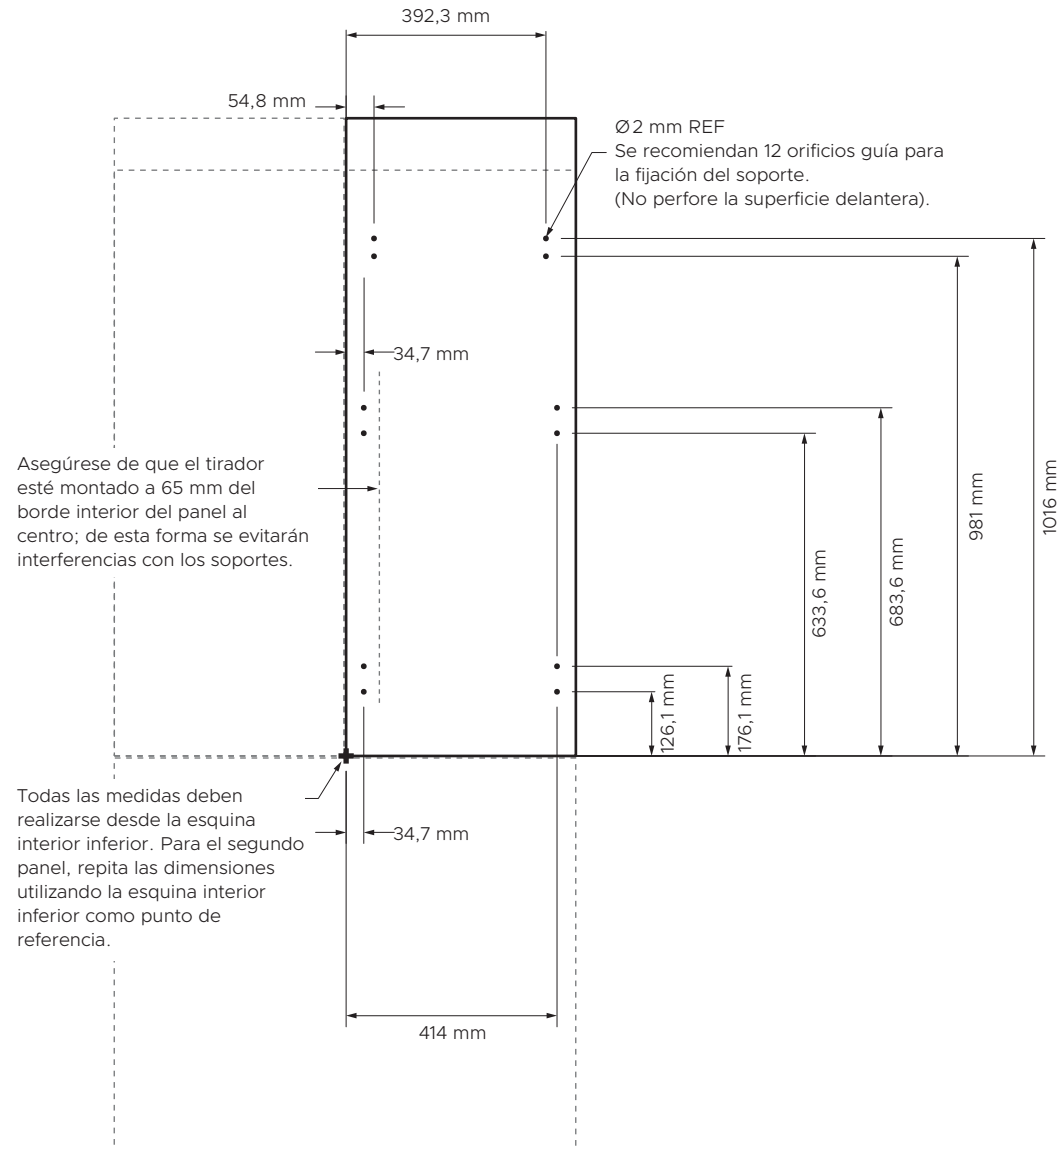 392,3 mm
54,8 mm
Ø2 mm REF
Se recomiendan 12 orificios guía para
la fijación del soporte.
(No perfore la superficie delantera).
34,7 mm
Asegúrese de que el tirador
esté montado a 65 mm del
borde interior del panel al
centro; de esta forma se evitarán
interferencias con los soportes.
126,1 mm
176,1 mm
633,6 mm
683,6 mm
981 mm
1016 mm
Todas las medidas deben
realizarse desde la esquina
interior inferior. Para el segundo
panel, repita las dimensiones
utilizando la esquina interior
inferior como punto de
referencia.
34,7 mm
414 mm